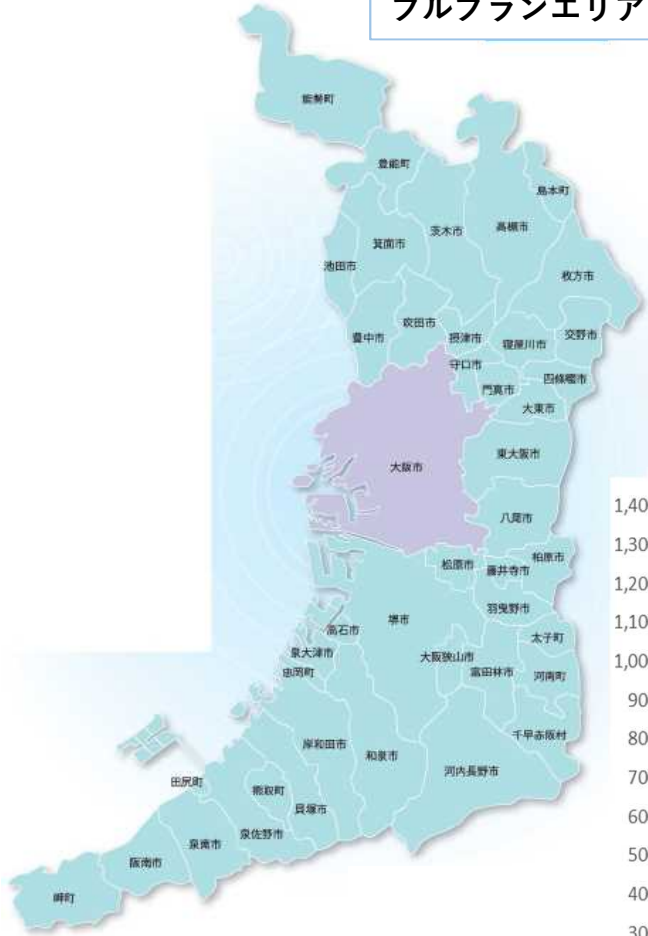 フルプランエリア
能勢町
豊能町
島本町
高槻市
茨木市
箕面市
池田市
枚方市
吹田市
豊中市
摂津市
寝屋川市
交野市
守口市
門真市
四條畷市
大東市
大阪市
東大阪市
八尾市
松原市
藤井寺市
柏原市
羽曳野市
堺市
高石市
太子町
泉大津市
大阪狭山市
忠岡町
富田林市
河南町
千早赤阪村
岸和田市
和泉市
河内長野市
田尻町
熊取町
貝塚市
泉佐野市
泉南市
阪南市
岬町
1,40
1,30
1,20
1,10
1,00
90
80
70
60
50
40
30